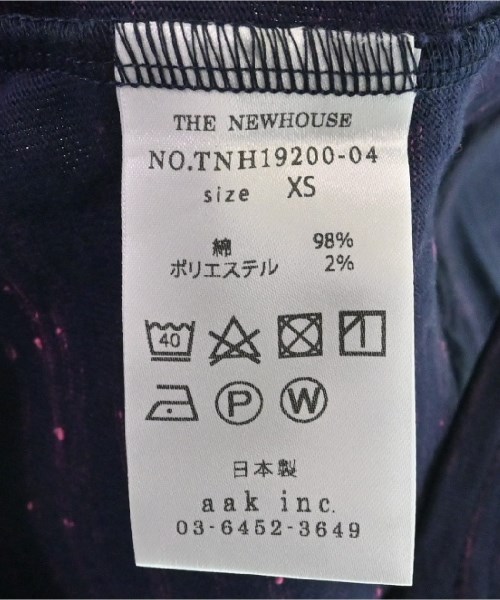 THE NEWHOUSE
NO.TNH19200-04
size XS
綿 98%
ポリエステル 2%
40
P W
日本製
aak inc.
03-6452-3649